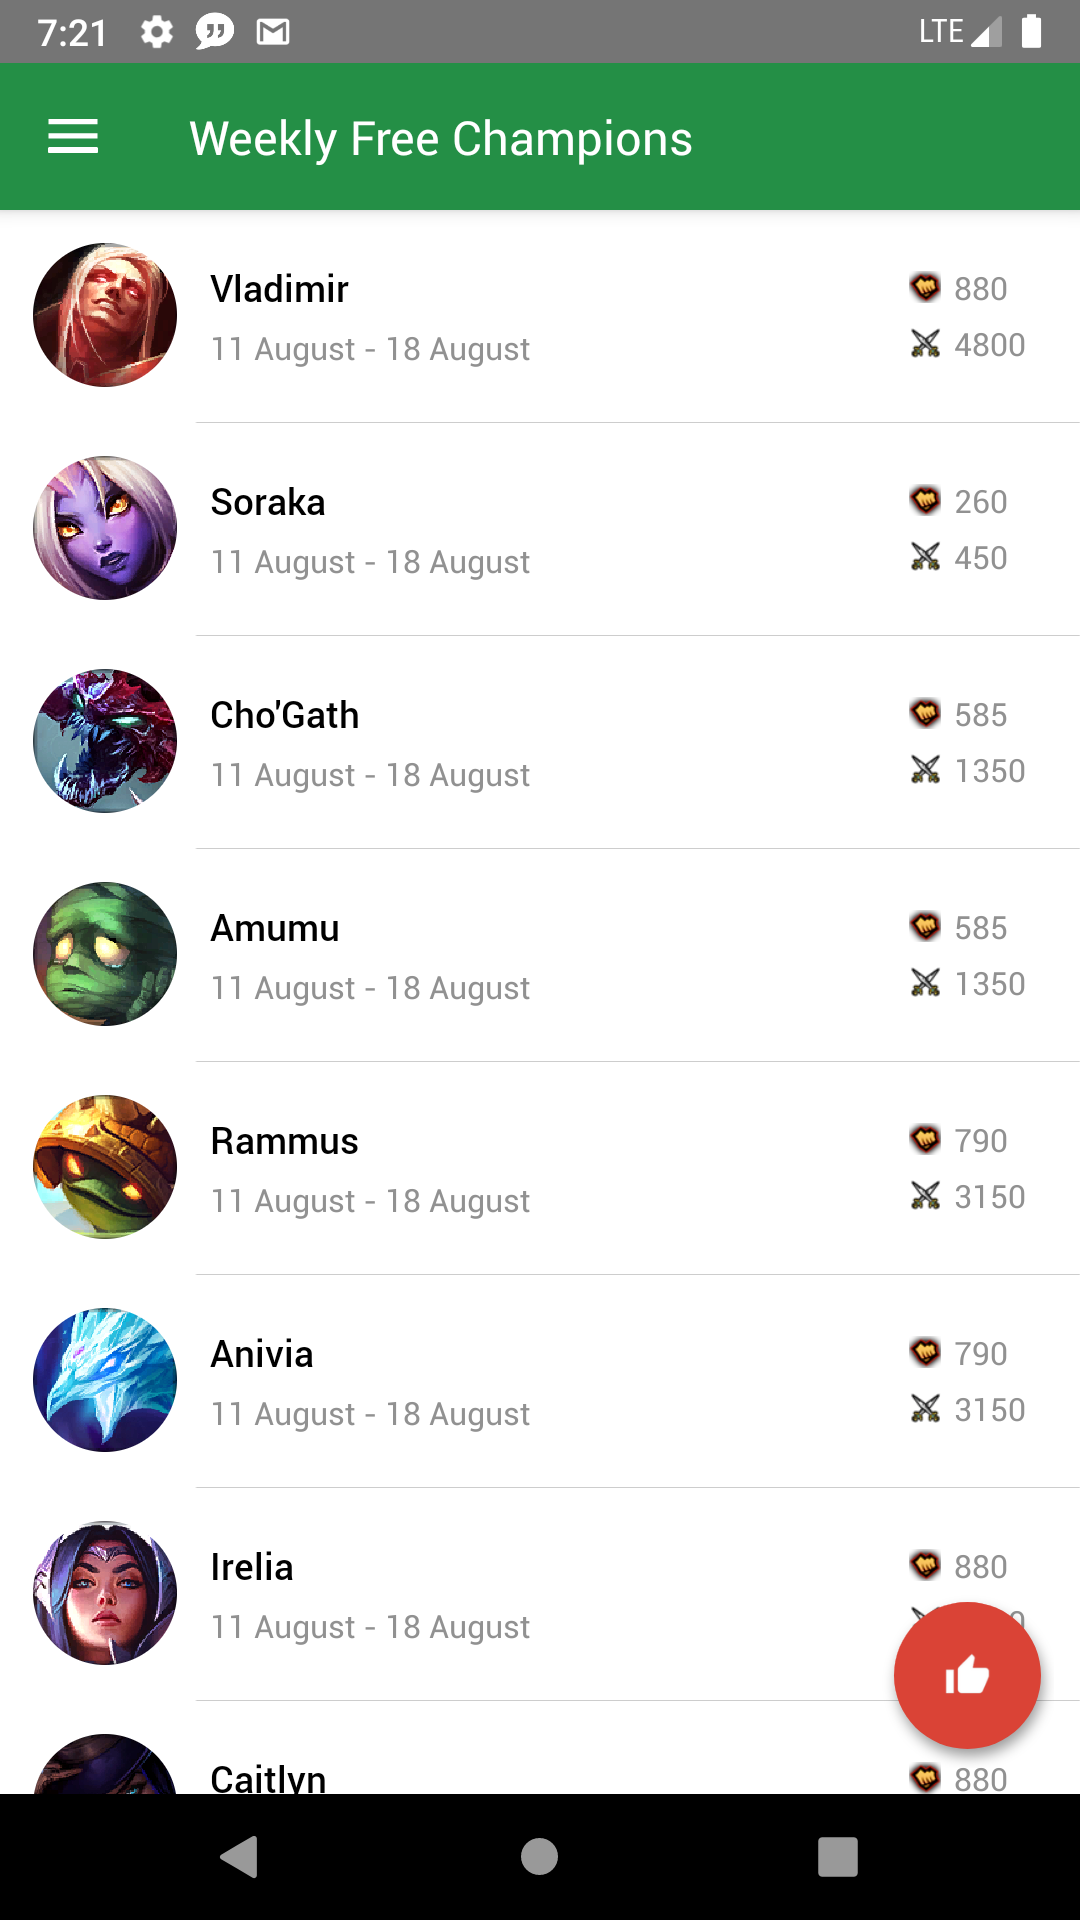 7:21
LTE
Weekly Free Champions
Vladimir
880
11 August - 18 August
4800
Soraka
260
11 August - 18 August
450
Cho'Gath
585
11 August - 18 August
1350
Amumu
585
11 August - 18 August
1350
Rammus
790
11 August - 18 August
3150
Anivia
790
11 August - 18 August
3150
Irelia
880
11 August - 18 August
Caitlyn
880